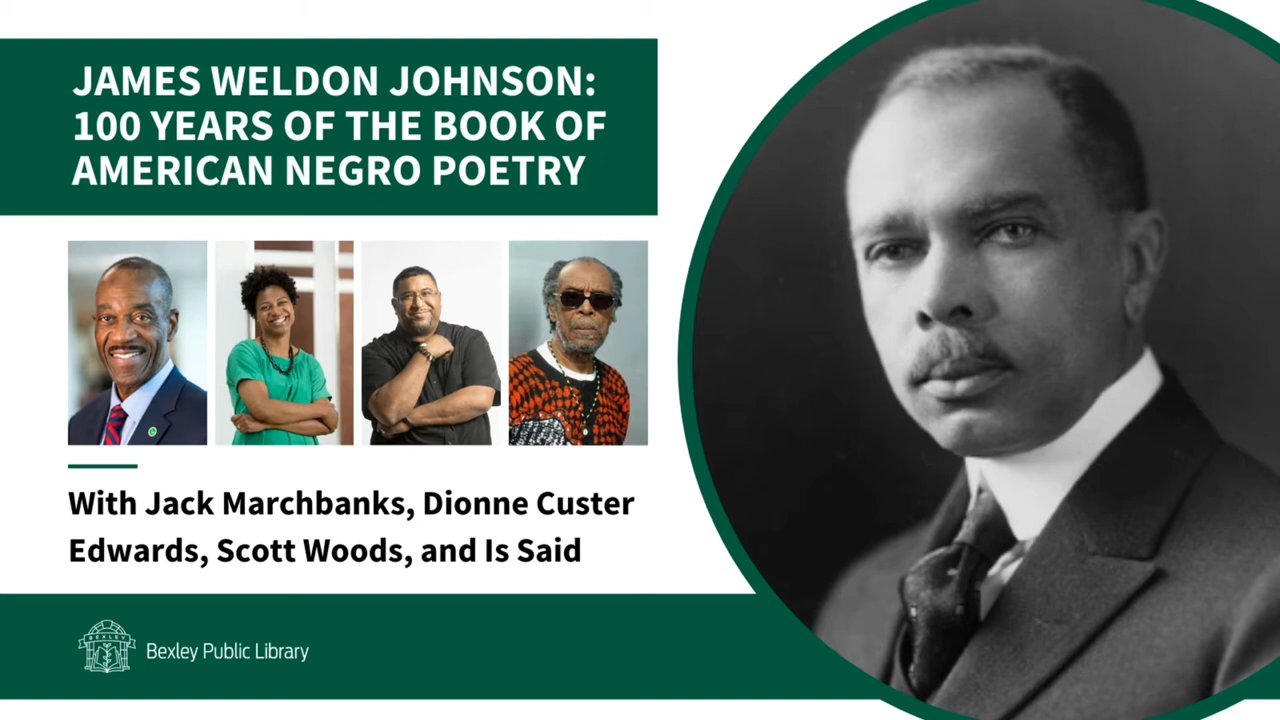 JAMES WELDON JOHNSON:
100 YEARS OF THE BOOK OF
AMERICAN NEGRO POETRY
With Jack Marchbanks, Dionne Custer
Edwards, Scott Woods, and Is Said
BEXLEY
Bexley Public Library